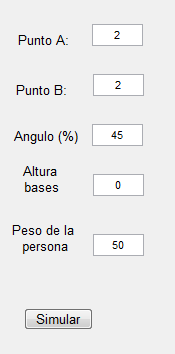 Punto A: 2
Punto B: 2
Angulo (%) 45
Altura
bases 0
Peso de la
persona 50
Simular